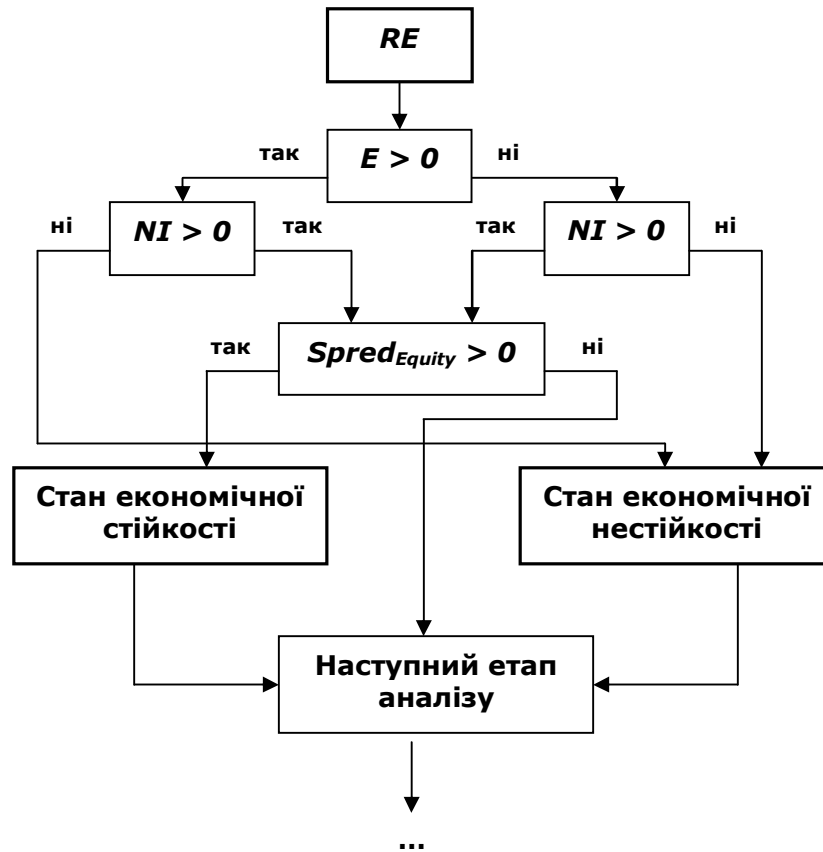 RE
так
E > 0
ні
ні
NI > 0
так
так
NI > 0
ні
так
Spred_Equity > 0
ні
Стан економічної
стійкості
Стан економічної
нестійкості
Наступний етап
аналізу
...